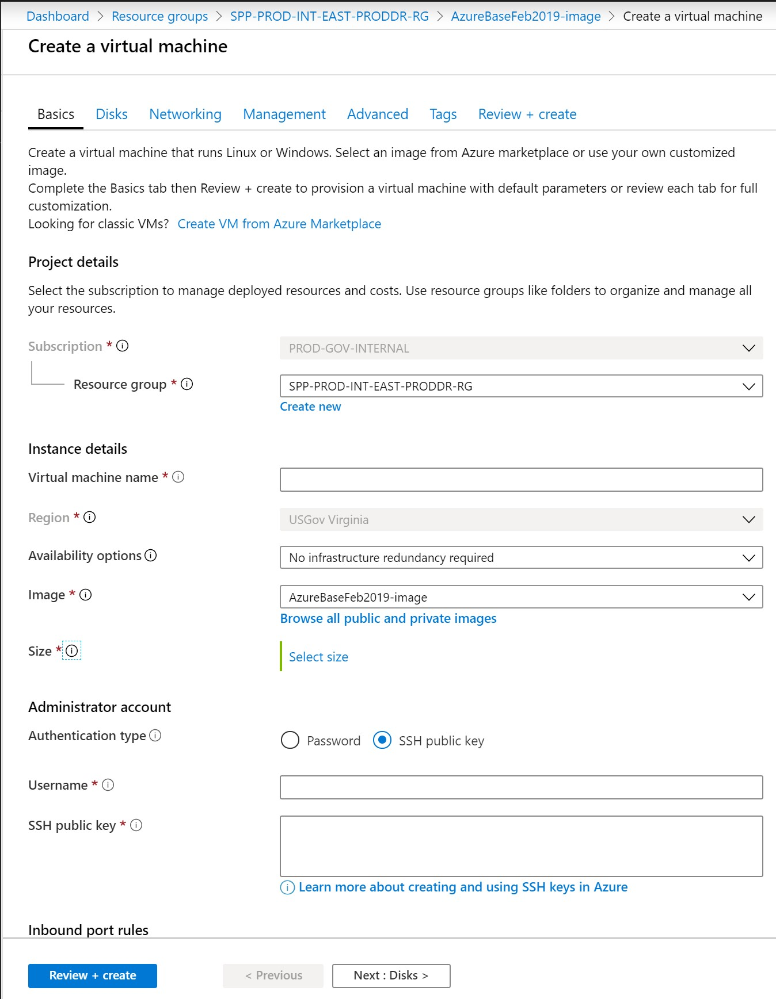 Dashboard > Resource groups > SPP-PROD-INT-EAST-PRODDR-RG > AzureBaseFeb2019-image > Create a virtual machine
Create a virtual machine
Basics Disks Networking Management Advanced Tags Review + create
Create a virtual machine that runs Linux or Windows. Select an image from Azure marketplace or use your own customized
image.
Complete the Basics tab then Review + create to provision a virtual machine with default parameters or review each tab for full
customization.
Looking for classic VMs? Create VM from Azure Marketplace
Project details
Select the subscription to manage deployed resources and costs. Use resource groups like folders to organize and manage all
your resources.
Subscription * PROD-GOV-INTERNAL
Resource group * SPP-PROD-INT-EAST-PRODDR-RG
Create new
Instance details
Virtual machine name *
Region * USGov Virginia
Availability options No infrastructure redundancy required
Image * AzureBaseFeb2019-image
Browse all public and private images
Size * Select size
Administrator account
Authentication type Password SSH public key
Username *
SSH public key *
Learn more about creating and using SSH keys in Azure
Inbound port rules
Review + create < Previous Next : Disks >